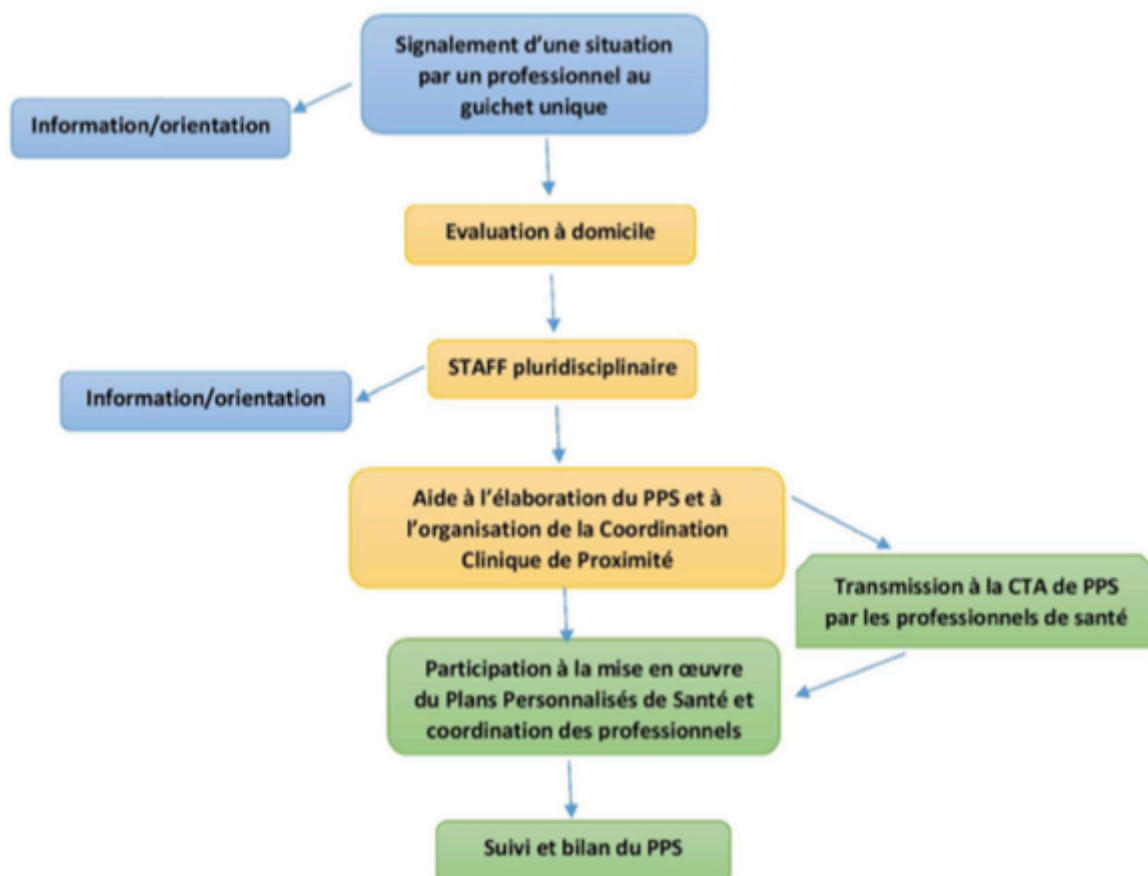 Signalement d'une situation
par un professionnel au
guichet unique
Information/orientation
Evaluation à domicile
STAFF pluridisciplinaire
Information/orientation
Aide à l'élaboration du PPS et à
l'organisation de la Coordination
Clinique de Proximité
Transmission à la CTA de PPS
par les professionnels de santé
Participation à la mise en œuvre
du Plans Personnalisés de Santé et
coordination des professionnels
Suivi et bilan du PPS